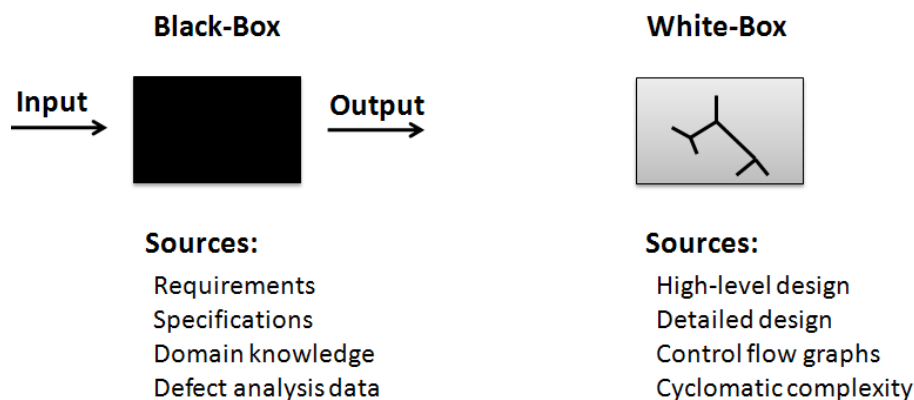 Black-Box
White-Box
Input
Output
Sources:
Requirements
Specifications
Domain knowledge
Defect analysis data
Sources:
High-level design
Detailed design
Control flow graphs
Cyclomatic complexity